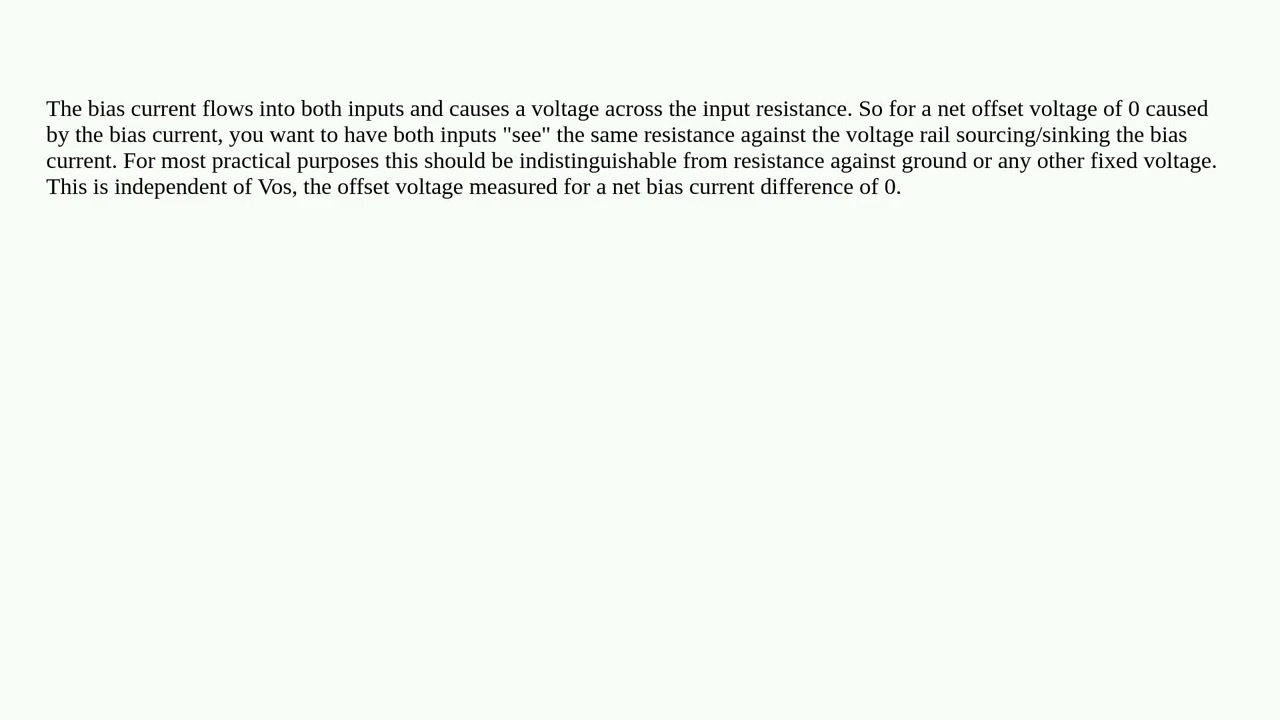 The bias current flows into both inputs and causes a voltage across the input resistance. So for a net offset voltage of 0 caused
by the bias current, you want to have both inputs "see" the same resistance against the voltage rail sourcing/sinking the bias
current. For most practical purposes this should be indistinguishable from resistance against ground or any other fixed voltage.
This is independent of Vos, the offset voltage measured for a net bias current difference of 0.